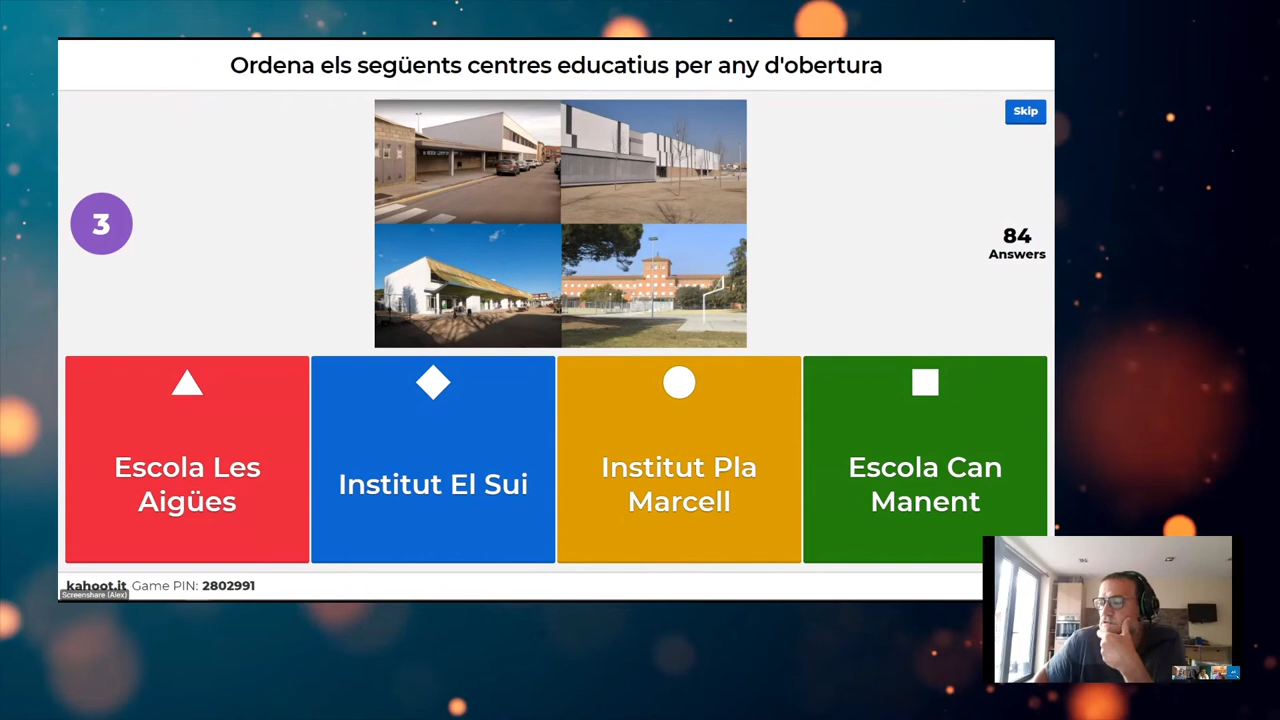 Ordena els següents centres educatius per any d'obertura
Skip
3
84
Answers
Escola Les
Aigües
Institut El Sui
Institut Pla
Marcell
Escola Can
Manent
kahoot.it Game PIN: 2802991
Screenshare (Alex)